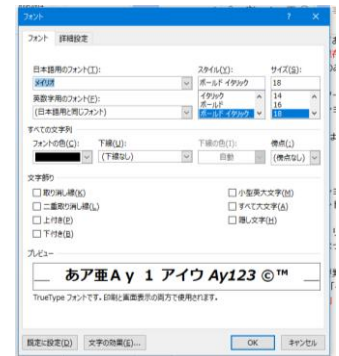 フォント ? ×
フォント 詳細設定
日本語用のフォント(T): スタイル(Y): サイズ(S):
メイリオ ボールド イタリック 18
英数字用のフォント(F): イタリック 14
(日本語用と同じフォント) ボールド 16
ボールド イタリック 18
すべての文字列
フォントの色(C): 下線(U): 下線の色(I): 傍点(:)
(下線なし) 自動 (傍点なし)
文字飾り
取り消し線(K) 小型英大文字(M)
二重取り消し線(L) すべて大文字(A)
上付き(P) 隠し文字(H)
下付き(B)
プレビュー
あア亜Ay 1 アイウ Ay123 ©™
TrueType フォントです。印刷と画面表示の両方で使用されます。
既定に設定(D) 文字の効果(E)... OK キャンセル